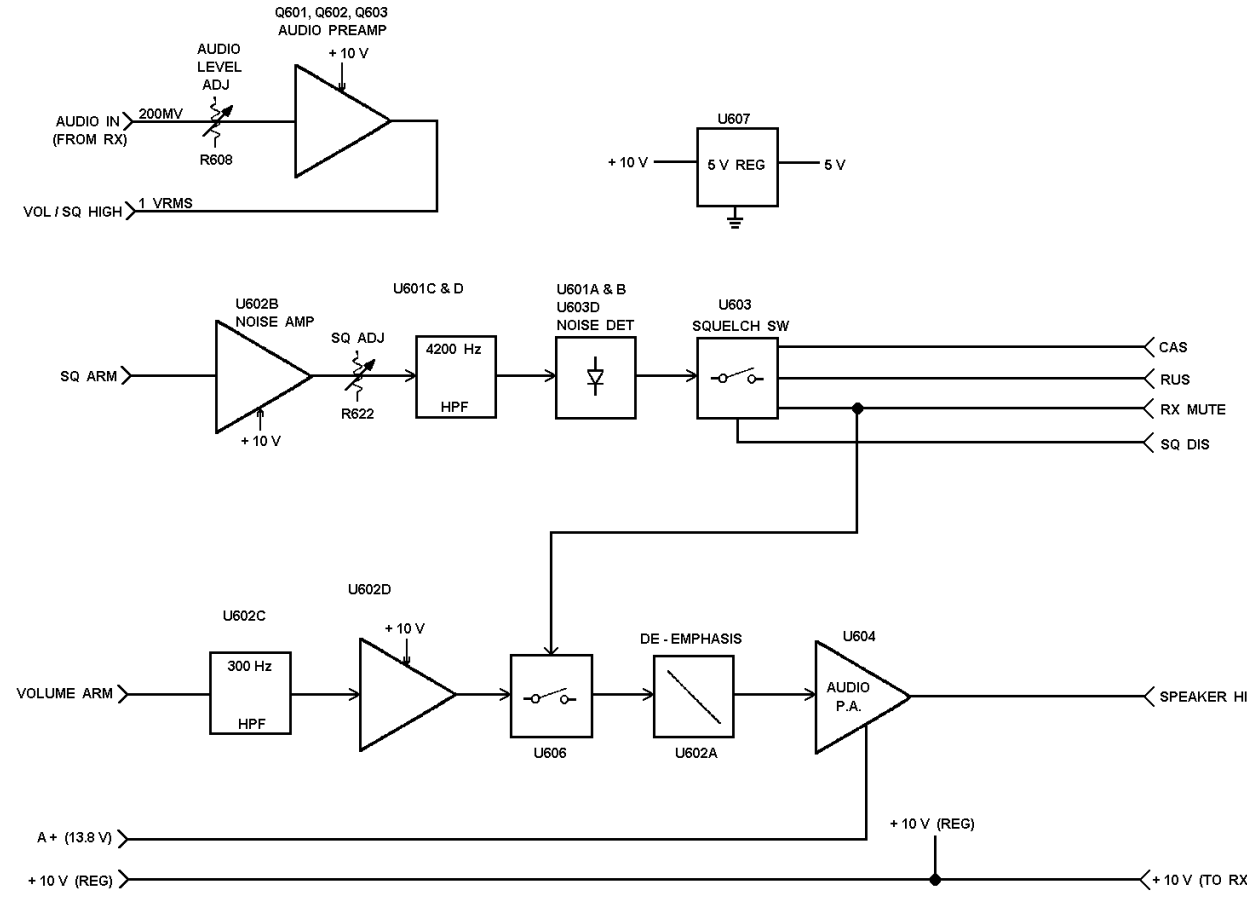 Q601, Q602, Q603
AUDIO PREAMP
+ 10 V
AUDIO
LEVEL
ADJ
AUDIO IN
(FROM RX)
200MV
R608
VOL / SQ HIGH
1 VRMS
U607
+ 10 V
5 V REG
5 V
U602B
NOISE AMP
U601C & D
U601A & B
U603D
NOISE DET
U603
SQUELCH SW
SQ ADJ
SQ ARM
4200 Hz
HPF
R622
+ 10 V
CAS
RUS
RX MUTE
SQ DIS
U602C
U602D
+ 10 V
DE - EMPHASIS
U604
VOLUME ARM
300 Hz
HPF
AUDIO
P.A.
SPEAKER HI
U606
U602A
A + (13.8 V)
+ 10 V (REG)
+ 10 V (REG)
+ 10 V (TO RX